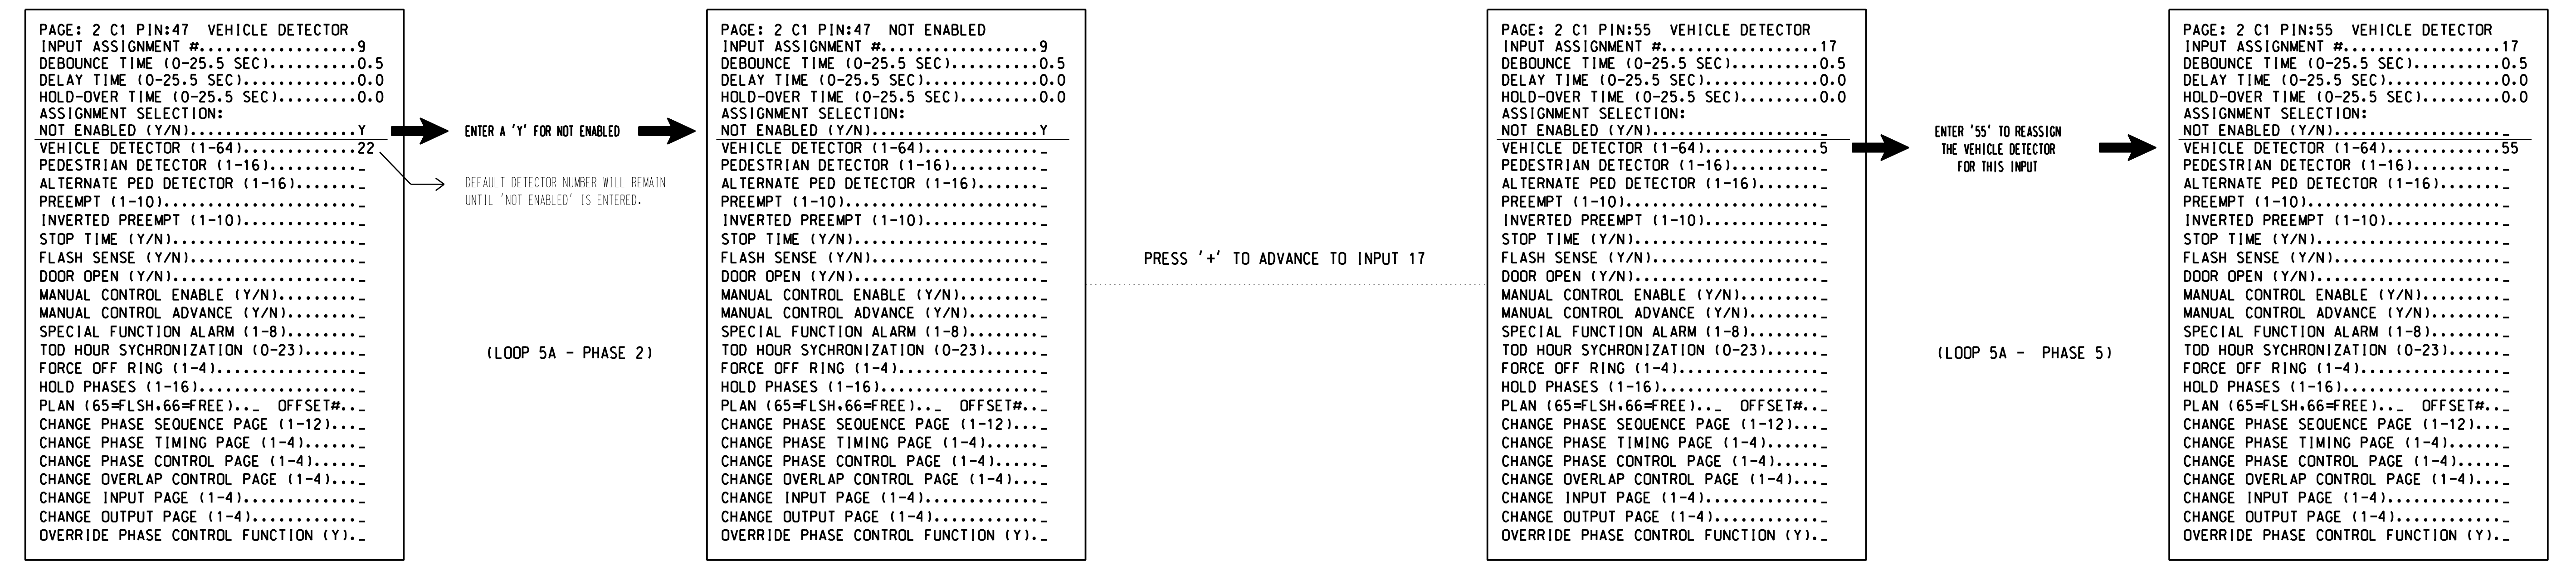 PAGE: 2 C1 PIN:47  VEHICLE DETECTOR
INPUT ASSIGNMENT #..................9
DEBOUNCE TIME (0-25.5 SEC)..........0.5
DELAY TIME (0-25.5 SEC).............0.0
HOLD-OVER TIME (0-25.5 SEC).........0.0
ASSIGNMENT SELECTION:
NOT ENABLED (Y/N)...................Y
VEHICLE DETECTOR (1-64).............22
PEDESTRIAN DETECTOR (1-16)........_
ALTERNATE PED DETECTOR (1-16)......_
PREEMPT (1-10)....................._
INVERTED PREEMPT (1-10)............_
STOP TIME (Y/N)...................._
FLASH SENSE (Y/N).................._
DOOR OPEN (Y/N)...................._
MANUAL CONTROL ENABLE (Y/N)........_
MANUAL CONTROL ADVANCE (Y/N)......._
SPECIAL FUNCTION ALARM (1-8)......._
TOD HOUR SYCHRONIZATION (0-23)....._
FORCE OFF RING (1-4)..............._
HOLD PHASES (1-16)................._
PLAN (65=FLSH,66=FREE).._  OFFSET#.._
CHANGE PHASE SEQUENCE PAGE (1-12)..._
CHANGE PHASE TIMING PAGE (1-4)....._
CHANGE PHASE CONTROL PAGE (1-4)....._
CHANGE OVERLAP CONTROL PAGE (1-4)..._
CHANGE INPUT PAGE (1-4)............_
CHANGE OUTPUT PAGE (1-4)..........._
OVERRIDE PHASE CONTROL FUNCTION (Y)._
ENTER A 'Y' FOR NOT ENABLED
DEFAULT DETECTOR NUMBER WILL REMAIN
UNTIL 'NOT ENABLED' IS ENTERED.
(LOOP 5A - PHASE 2)
PAGE: 2 C1 PIN:47  NOT ENABLED
INPUT ASSIGNMENT #..................9
DEBOUNCE TIME (0-25.5 SEC)..........0.5
DELAY TIME (0-25.5 SEC).............0.0
HOLD-OVER TIME (0-25.5 SEC).........0.0
ASSIGNMENT SELECTION:
NOT ENABLED (Y/N)...................Y
VEHICLE DETECTOR (1-64)............_
PEDESTRIAN DETECTOR (1-16)........_
ALTERNATE PED DETECTOR (1-16)......_
PREEMPT (1-10)....................._
INVERTED PREEMPT (1-10)............_
STOP TIME (Y/N)...................._
FLASH SENSE (Y/N).................._
DOOR OPEN (Y/N)...................._
MANUAL CONTROL ENABLE (Y/N)........_
MANUAL CONTROL ADVANCE (Y/N)......._
SPECIAL FUNCTION ALARM (1-8)......._
TOD HOUR SYCHRONIZATION (0-23)....._
FORCE OFF RING (1-4)..............._
HOLD PHASES (1-16)................._
PLAN (65=FLSH,66=FREE).._  OFFSET#.._
CHANGE PHASE SEQUENCE PAGE (1-12)..._
CHANGE PHASE TIMING PAGE (1-4)....._
CHANGE PHASE CONTROL PAGE (1-4)....._
CHANGE OVERLAP CONTROL PAGE (1-4)..._
CHANGE INPUT PAGE (1-4)............_
CHANGE OUTPUT PAGE (1-4)..........._
OVERRIDE PHASE CONTROL FUNCTION (Y)._
PRESS '+' TO ADVANCE TO INPUT 17
PAGE: 2 C1 PIN:55  VEHICLE DETECTOR
INPUT ASSIGNMENT #..................17
DEBOUNCE TIME (0-25.5 SEC)..........0.5
DELAY TIME (0-25.5 SEC).............0.0
HOLD-OVER TIME (0-25.5 SEC).........0.0
ASSIGNMENT SELECTION:
NOT ENABLED (Y/N)..................._
VEHICLE DETECTOR (1-64).............5
PEDESTRIAN DETECTOR (1-16)........_
ALTERNATE PED DETECTOR (1-16)......_
PREEMPT (1-10)....................._
INVERTED PREEMPT (1-10)............_
STOP TIME (Y/N)...................._
FLASH SENSE (Y/N).................._
DOOR OPEN (Y/N)...................._
MANUAL CONTROL ENABLE (Y/N)........_
MANUAL CONTROL ADVANCE (Y/N)......._
SPECIAL FUNCTION ALARM (1-8)......._
TOD HOUR SYCHRONIZATION (0-23)....._
FORCE OFF RING (1-4)..............._
HOLD PHASES (1-16)................._
PLAN (65=FLSH,66=FREE).._  OFFSET#.._
CHANGE PHASE SEQUENCE PAGE (1-12)..._
CHANGE PHASE TIMING PAGE (1-4)....._
CHANGE PHASE CONTROL PAGE (1-4)....._
CHANGE OVERLAP CONTROL PAGE (1-4)..._
CHANGE INPUT PAGE (1-4)............_
CHANGE OUTPUT PAGE (1-4)..........._
OVERRIDE PHASE CONTROL FUNCTION (Y)._
ENTER '55' TO REASSIGN
THE VEHICLE DETECTOR
FOR THIS INPUT
(LOOP 5A -  PHASE 5)
PAGE: 2 C1 PIN:55  VEHICLE DETECTOR
INPUT ASSIGNMENT #..................17
DEBOUNCE TIME (0-25.5 SEC)..........0.5
DELAY TIME (0-25.5 SEC).............0.0
HOLD-OVER TIME (0-25.5 SEC).........0.0
ASSIGNMENT SELECTION:
NOT ENABLED (Y/N)..................._
VEHICLE DETECTOR (1-64).............55
PEDESTRIAN DETECTOR (1-16)........_
ALTERNATE PED DETECTOR (1-16)......_
PREEMPT (1-10)....................._
INVERTED PREEMPT (1-10)............_
STOP TIME (Y/N)...................._
FLASH SENSE (Y/N).................._
DOOR OPEN (Y/N)...................._
MANUAL CONTROL ENABLE (Y/N)........_
MANUAL CONTROL ADVANCE (Y/N)......._
SPECIAL FUNCTION ALARM (1-8)......._
TOD HOUR SYCHRONIZATION (0-23)....._
FORCE OFF RING (1-4)..............._
HOLD PHASES (1-16)................._
PLAN (65=FLSH,66=FREE).._  OFFSET#.._
CHANGE PHASE SEQUENCE PAGE (1-12)..._
CHANGE PHASE TIMING PAGE (1-4)....._
CHANGE PHASE CONTROL PAGE (1-4)....._
CHANGE OVERLAP CONTROL PAGE (1-4)..._
CHANGE INPUT PAGE (1-4)............_
CHANGE OUTPUT PAGE (1-4)..........._
OVERRIDE PHASE CONTROL FUNCTION (Y)._